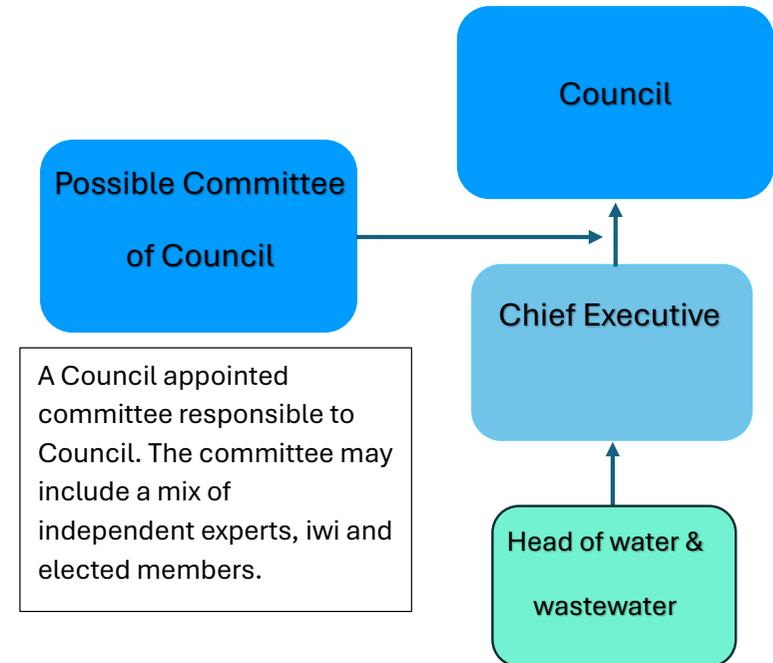 Council
Possible Committee
of Council
Chief Executive
A Council appointed
committee responsible to
Council. The committee may
include a mix of
independent experts, iwi and
elected members.
Head of water &
wastewater